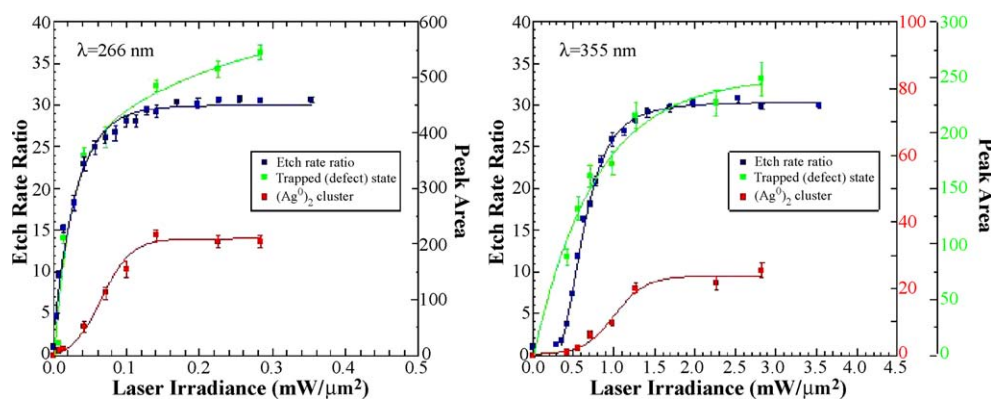 40
35
30
25
20
15
10
5
0
Etch Rate Ratio
λ=266 nm
Etch rate ratio
Trapped (defect) state
(Ag⁰)₂ cluster
600
500
400
300
200
100
0
Peak Area
0.0 0.1 0.2 0.3 0.4 0.5
Laser Irradiance (mW/μm²)
40
35
30
25
20
15
10
5
0
Etch Rate Ratio
λ=355 nm
Etch rate ratio
Trapped (defect) state
(Ag⁰)₂ cluster
100
80
60
40
20
0
Peak Area
300
250
200
150
100
50
0
0.0 0.5 1.0 1.5 2.0 2.5 3.0 3.5 4.0 4.5
Laser Irradiance (mW/μm²)